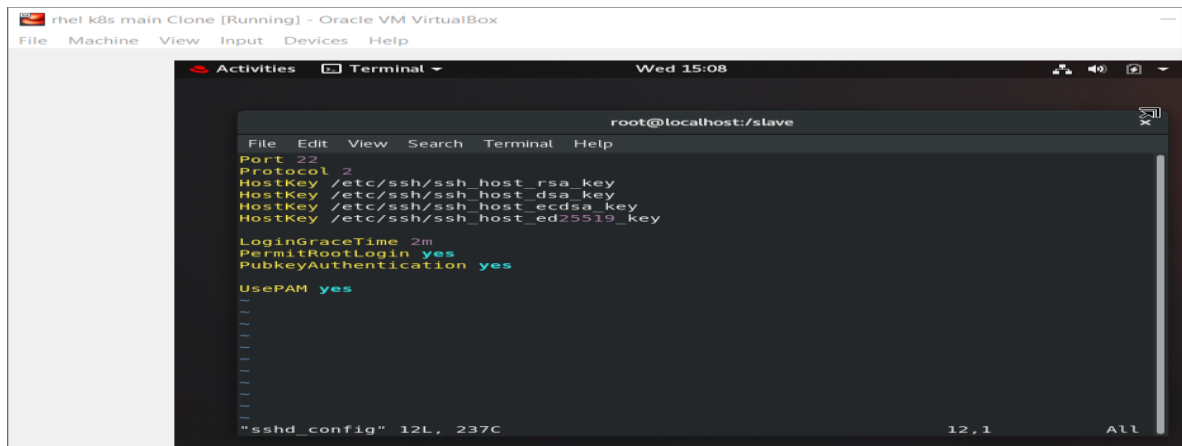 rhel k8s main Clone [Running] - Oracle VM VirtualBox
File Machine View Input Devices Help
Activities Terminal Wed 15:08
root@localhost:/slave
File Edit View Search Terminal Help
Port 22
Protocol 2
HostKey /etc/ssh/ssh_host_rsa_key
HostKey /etc/ssh/ssh_host_dsa_key
HostKey /etc/ssh/ssh_host_ecdsa_key
HostKey /etc/ssh/ssh_host_ed25519_key
LoginGraceTime 2m
PermitRootLogin yes
PubkeyAuthentication yes
UsePAM yes
~
~
~
~
~
~
~
~
~
~
~
"sshd_config" 12L, 237C 12,1 All